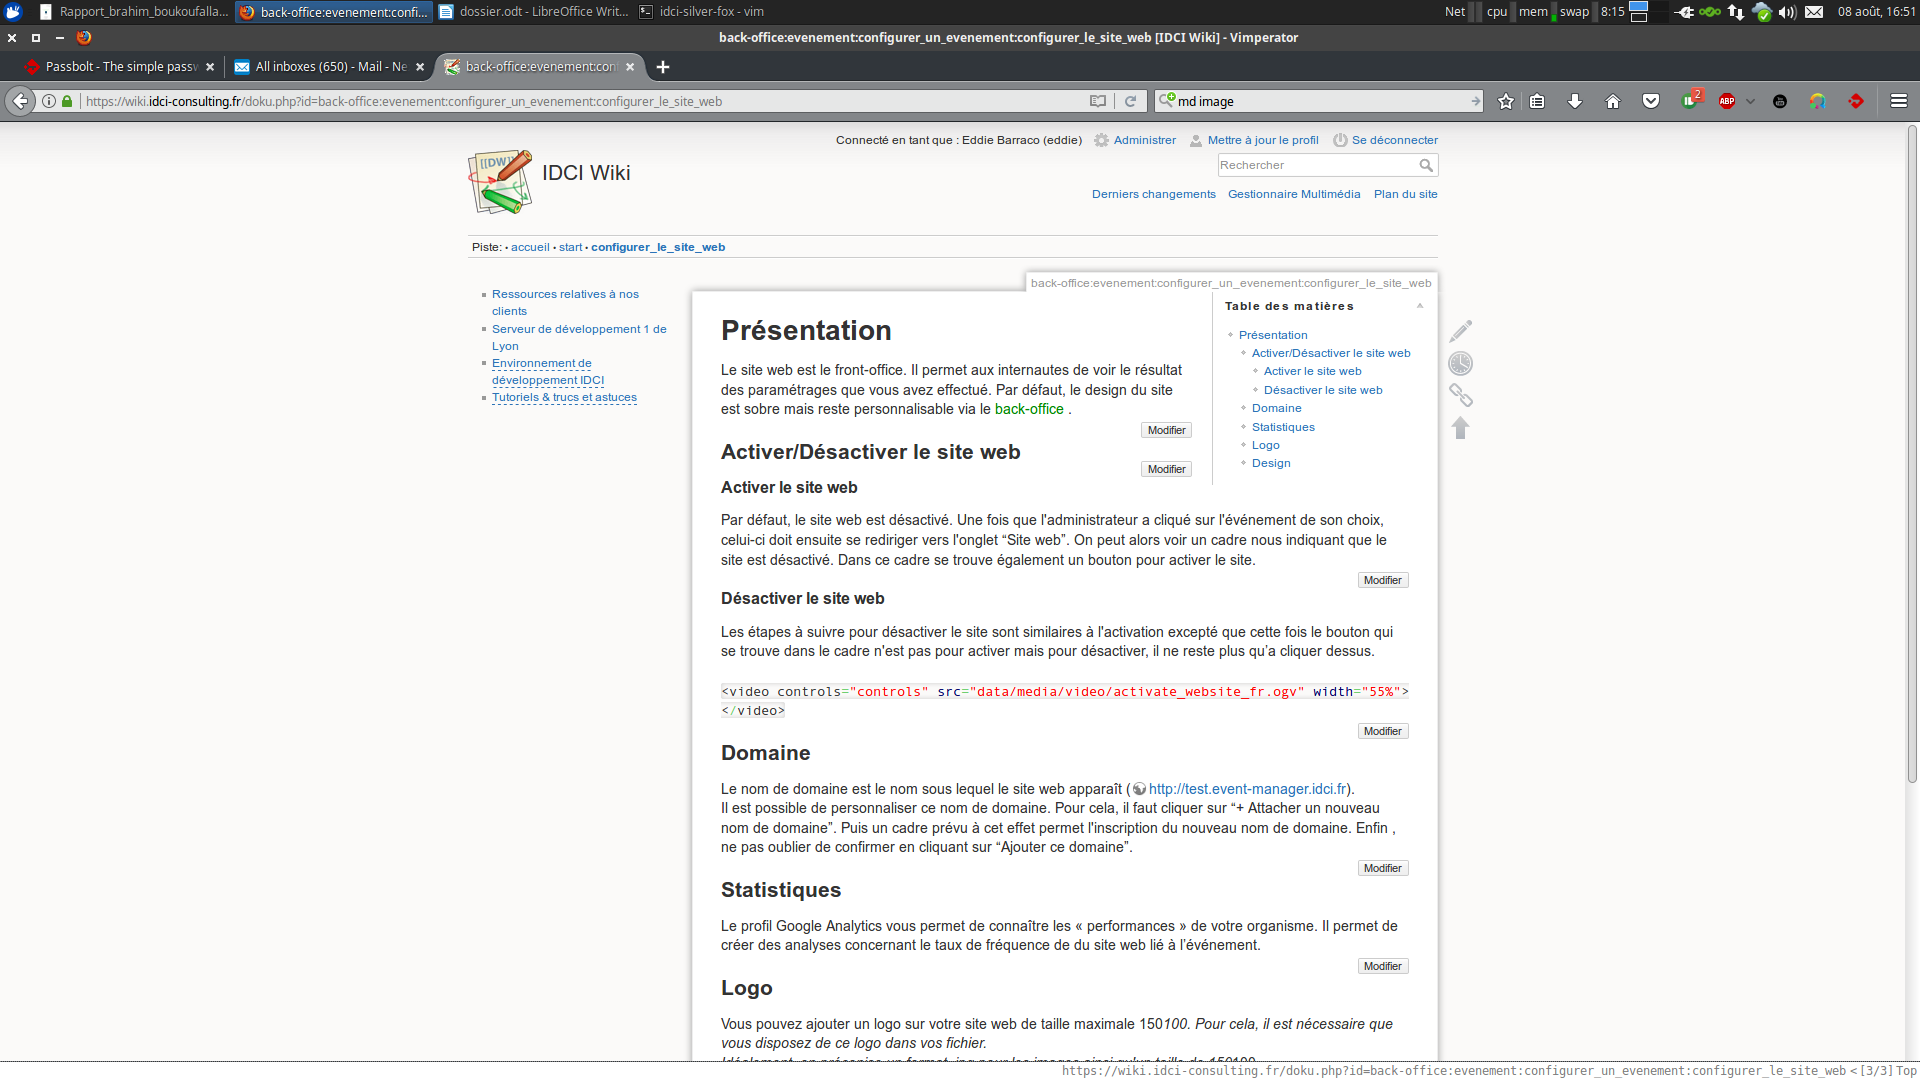 Rapport_brahim_boukoufalla... back-office:evenement:confi... dossier.odt - LibreOffice Writ... idci-silver-fox - vim Net cpu mem swap 8:15 08 août, 16:51
back-office:evenement:configurer_un_evenement:configurer_le_site_web [IDCI Wiki] - Vimperator
Passbolt - The simple passw All inboxes (650) - Mail - Ne back-office:evenement:con
https://wiki.idci-consulting.fr/doku.php?id=back-office:evenement:configurer_un_evenement:configurer_le_site_web md image 2 ABP
Connecté en tant que : Eddie Barraco (eddie) Administrer Mettre à jour le profil Se déconnecter
[[DW]]
IDCI Wiki
Rechercher
Derniers changements Gestionnaire Multimédia Plan du site
Piste: • accueil • start • configurer_le_site_web
Ressources relatives à nos
clients
Serveur de développement 1 de
Lyon
Environnement de
développement IDCI
Tutoriels & trucs et astuces
back-office:evenement:configurer_un_evenement:configurer_le_site_web
Table des matières
Présentation
Activer/Désactiver le site web
Activer le site web
Désactiver le site web
Domaine
Statistiques
Logo
Design
Présentation
Le site web est le front-office. Il permet aux internautes de voir le résultat
des paramétrages que vous avez effectué. Par défaut, le design du site
est sobre mais reste personnalisable via le back-office .
Modifier
Activer/Désactiver le site web
Modifier
Activer le site web
Par défaut, le site web est désactivé. Une fois que l'administrateur a cliqué sur l'événement de son choix,
celui-ci doit ensuite se rediriger vers l'onglet “Site web”. On peut alors voir un cadre nous indiquant que le
site est désactivé. Dans ce cadre se trouve également un bouton pour activer le site.
Modifier
Désactiver le site web
Les étapes à suivre pour désactiver le site sont similaires à l'activation excepté que cette fois le bouton qui
se trouve dans le cadre n'est pas pour activer mais pour désactiver, il ne reste plus qu'a cliquer dessus.
<video controls="controls" src="data/media/video/activate_website_fr.ogv" width="55%">
</video>
Modifier
Domaine
Le nom de domaine est le nom sous lequel le site web apparaît ( http://test.event-manager.idci.fr).
Il est possible de personnaliser ce nom de domaine. Pour cela, il faut cliquer sur “+ Attacher un nouveau
nom de domaine”. Puis un cadre prévu à cet effet permet l'inscription du nouveau nom de domaine. Enfin ,
ne pas oublier de confirmer en cliquant sur “Ajouter ce domaine”.
Modifier
Statistiques
Le profil Google Analytics vous permet de connaître les « performances » de votre organisme. Il permet de
créer des analyses concernant le taux de fréquence de du site web lié à l’événement.
Modifier
Logo
Vous pouvez ajouter un logo sur votre site web de taille maximale 150100. Pour cela, il est nécessaire que
vous disposez de ce logo dans vos fichier.
https://wiki.idci-consulting.fr/doku.php?id=back-office:evenement:configurer_un_evenement:configurer_le_site_web < [3/3] Top